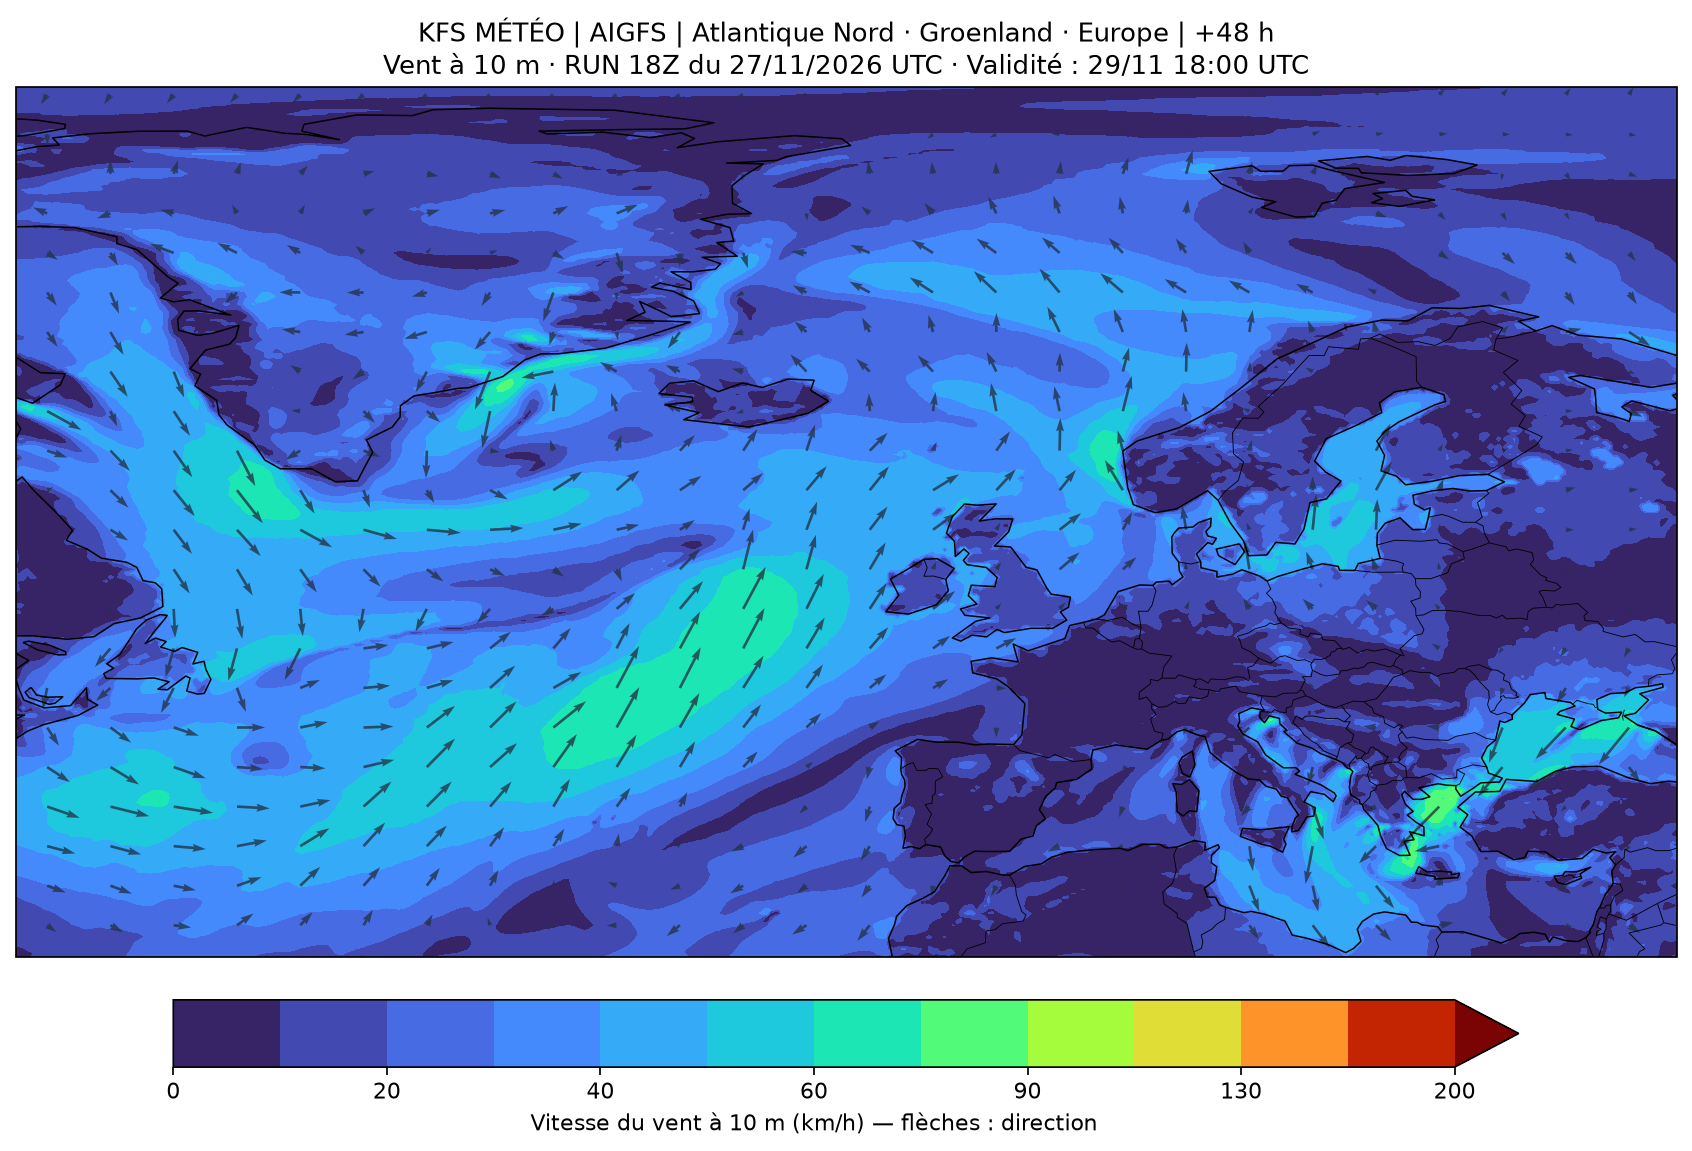 KFS MÉTÉO | AIGFS | Atlantique Nord · Groenland · Europe | +48 h
Vent à 10 m · RUN 18Z du 27/11/2026 UTC · Validité : 29/11 18:00 UTC
0 20 40 60 90 130 200
Vitesse du vent à 10 m (km/h) — flèches : direction